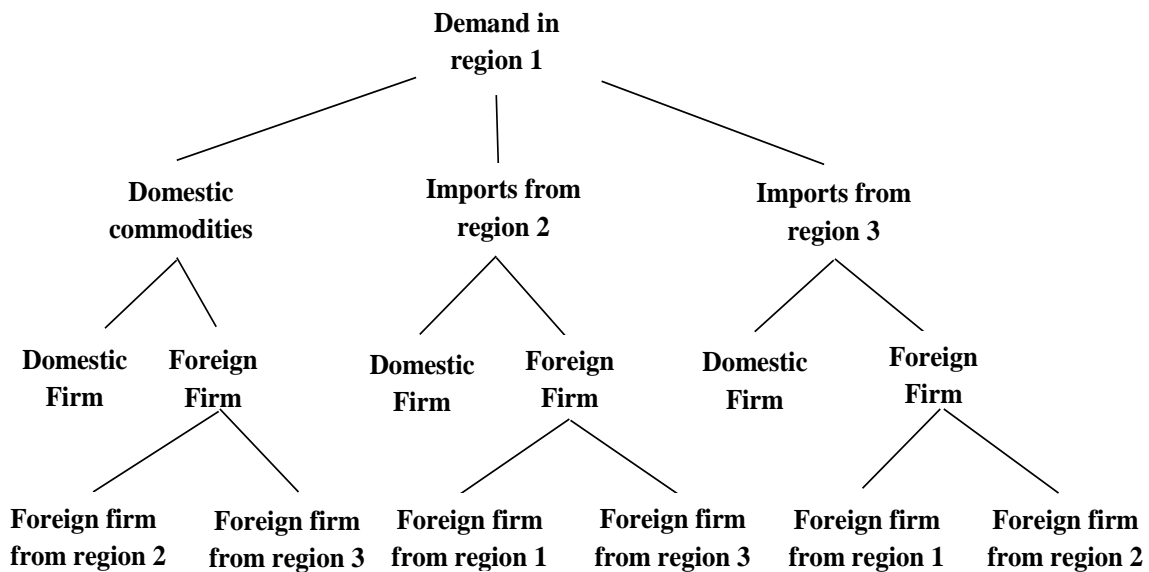 Demand in
region 1
Domestic
commodities
Imports from
region 2
Imports from
region 3
Domestic
Firm
Foreign
Firm
Domestic
Firm
Foreign
Firm
Domestic
Firm
Foreign
Firm
Foreign firm
from region 2
Foreign firm
from region 3
Foreign firm
from region 1
Foreign firm
from region 3
Foreign firm
from region 1
Foreign firm
from region 2